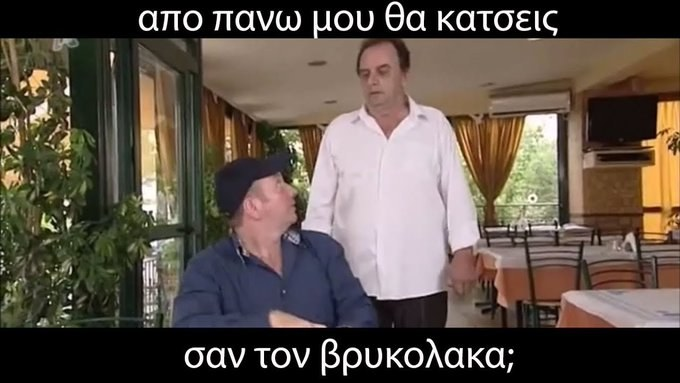 απο πανω μου θα κατσεις
σαν τον βρυκολακα;